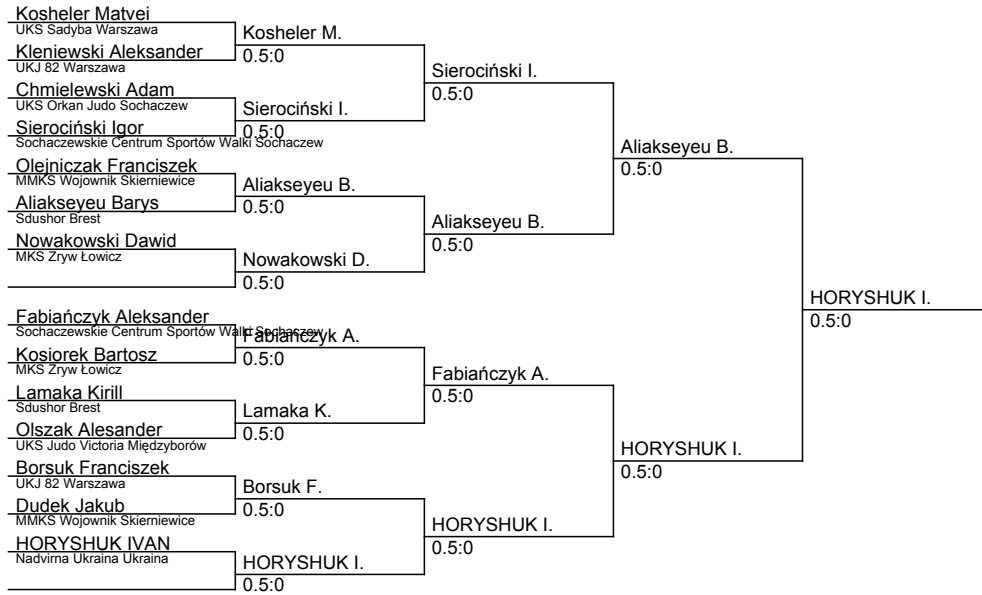 Kosheler Matvei
UKS Sadyba Warszawa
Kleniewski Aleksander
UKJ 82 Warszawa
Chmielewski Adam
UKS Orkan Judo Sochaczew
Sierociński Igor
Sochaczewskie Centrum Sportów Walki Sochaczew
Olejniczak Franciszek
MMKS Wojownik Skierniewice
Aliakseyeu Barys
Sdushor Brest
Nowakowski Dawid
MKS Zryw Łowicz
Fabiańczyk Aleksander
Sochaczewskie Centrum Sportów Walki Sochaczew
Kosiorek Bartosz
MKS Zryw Łowicz
Lamaka Kirill
Sdushor Brest
Olszak Alesander
UKS Judo Victoria Międzyborów
Borsuk Franciszek
UKJ 82 Warszawa
Dudek Jakub
MMKS Wojownik Skierniewice
HORYSHUK IVAN
Nadvirna Ukraina Ukraina
Kosheler M.
0.5:0
Sierociński I.
0.5:0
Aliakseyeu B.
0.5:0
Nowakowski D.
0.5:0
Fabiańczyk A.
Lamaka K.
0.5:0
Borsuk F.
0.5:0
HORYSHUK I.
0.5:0
Sierociński I.
0.5:0
Aliakseyeu B.
0.5:0
Fabiańczyk A.
0.5:0
HORYSHUK I.
0.5:0
Aliakseyeu B.
0.5:0
HORYSHUK I.
0.5:0
HORYSHUK I.
0.5:0